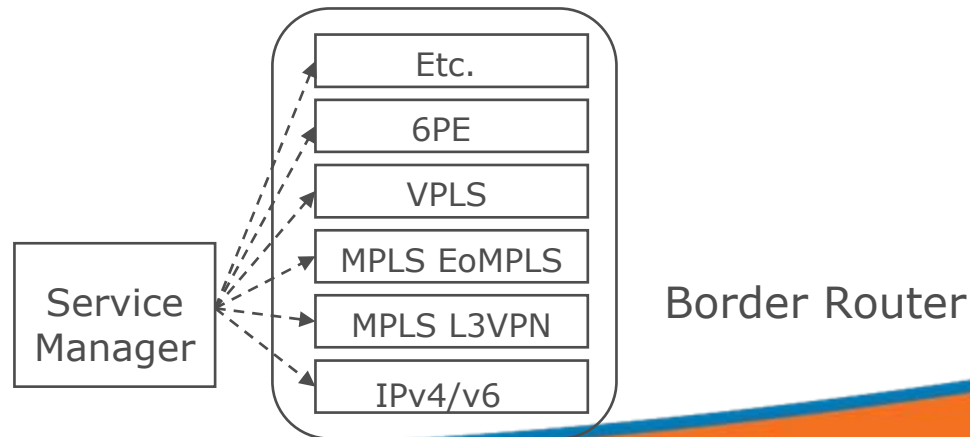 Etc.
6PE
VPLS
MPLS EoMPLS
MPLS L3VPN
IPv4/v6
Service
Manager
Border Router